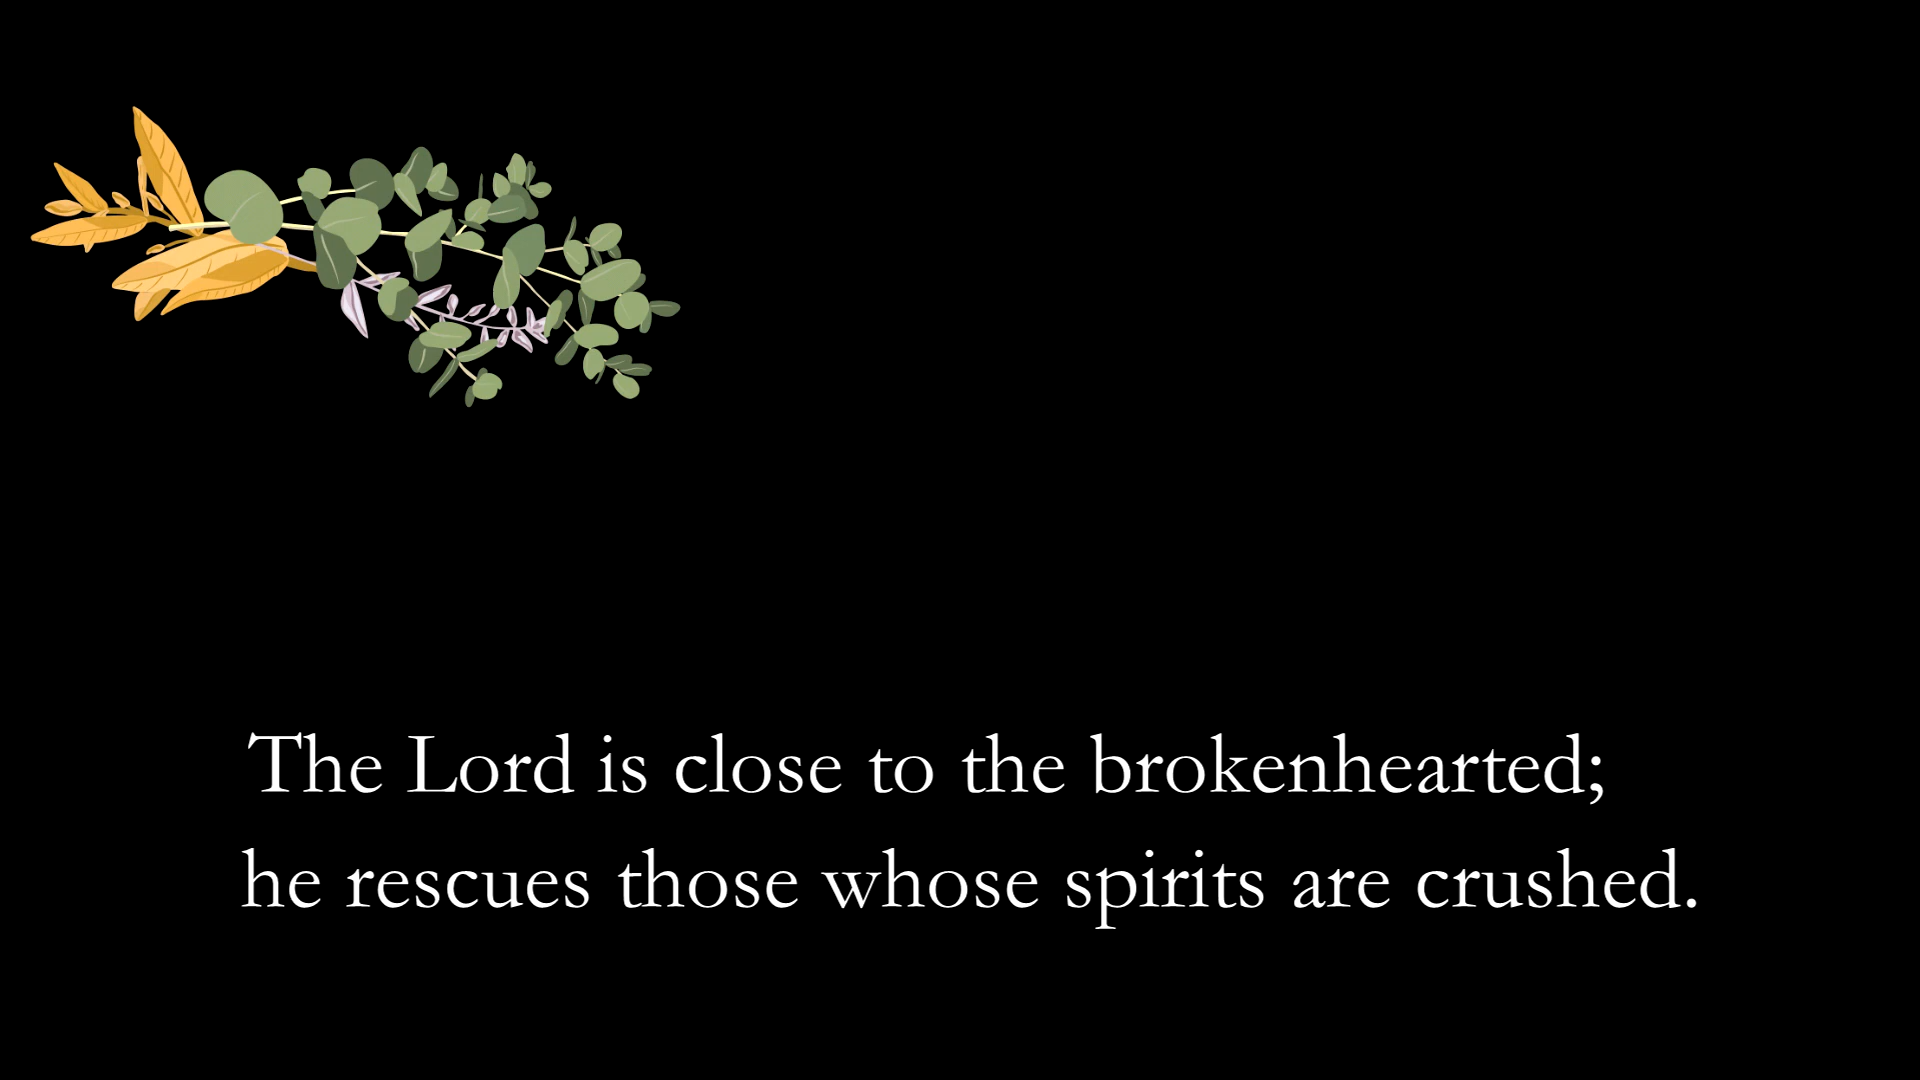 The Lord is close to the brokenhearted;
he rescues those whose spirits are crushed.